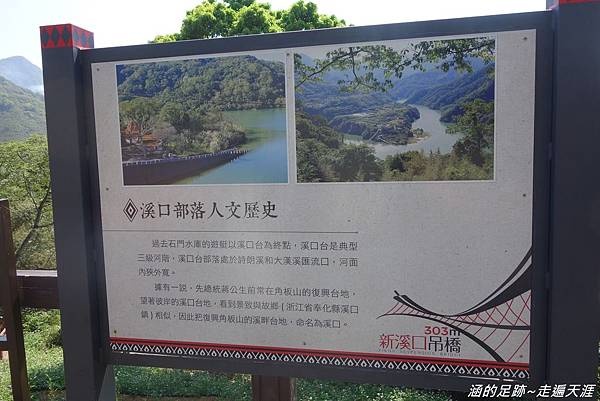 溪口部落人文歷史
過去石門水庫的遊艇以溪口台為終點，溪口台是典型
三級河階，溪口台部落處於詩朗溪和大漢溪匯流口，河面
內狹外寬。
據有一說，先總統蔣公生前常在角板山的復興台地，
望著彼岸的溪口台地，看到景致與故鄉（浙江省奉化縣溪口
鎮）相似，因此把復興角板山的溪畔台地，命名為溪口。
303m
新溪口吊橋
涵的足跡~走遍天涯